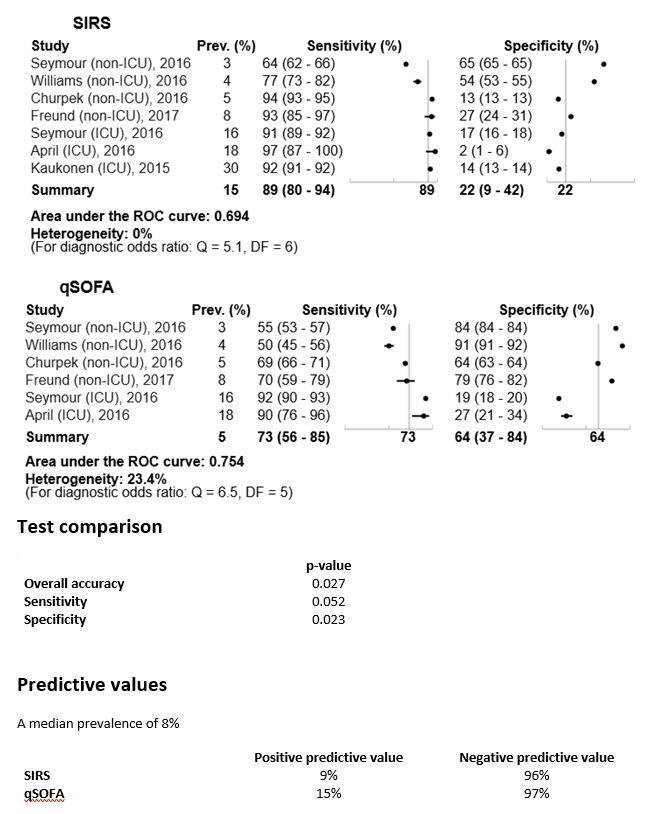 SIRS
Study Prev. (%) Sensitivity (%) Specificity (%)
Seymour (non-ICU), 2016 3 64 (62 - 66) 65 (65 - 65)
Williams (non-ICU), 2016 4 77 (73 - 82) 54 (53 - 55)
Churpek (non-ICU), 2016 5 94 (93 - 95) 13 (13 - 13)
Freund (non-ICU), 2017 8 93 (85 - 97) 27 (24 - 31)
Seymour (ICU), 2016 16 91 (89 - 92) 17 (16 - 18)
April (ICU), 2016 18 97 (87 - 100) 2 (1 - 6)
Kaukonen (ICU), 2015 30 92 (91 - 92) 14 (13 - 14)
Summary 15 89 (80 - 94) 89 22 (9 - 42) 22
Area under the ROC curve: 0.694
Heterogeneity: 0%
(For diagnostic odds ratio: Q = 5.1, DF = 6)
qSOFA
Study Prev. (%) Sensitivity (%) Specificity (%)
Seymour (non-ICU), 2016 3 55 (53 - 57) 84 (84 - 84)
Williams (non-ICU), 2016 4 50 (45 - 56) 91 (91 - 92)
Churpek (non-ICU), 2016 5 69 (66 - 71) 64 (63 - 64)
Freund (non-ICU), 2017 8 70 (59 - 79) 79 (76 - 82)
Seymour (ICU), 2016 16 92 (90 - 93) 19 (18 - 20)
April (ICU), 2016 18 90 (76 - 96) 27 (21 - 34)
Summary 5 73 (56 - 85) 73 64 (37 - 84) 64
Area under the ROC curve: 0.754
Heterogeneity: 23.4%
(For diagnostic odds ratio: Q = 6.5, DF = 5)
Test comparison
p-value
Overall accuracy 0.027
Sensitivity 0.052
Specificity 0.023
Predictive values
A median prevalence of 8%
Positive predictive value Negative predictive value
SIRS 9% 96%
qSOFA 15% 97%